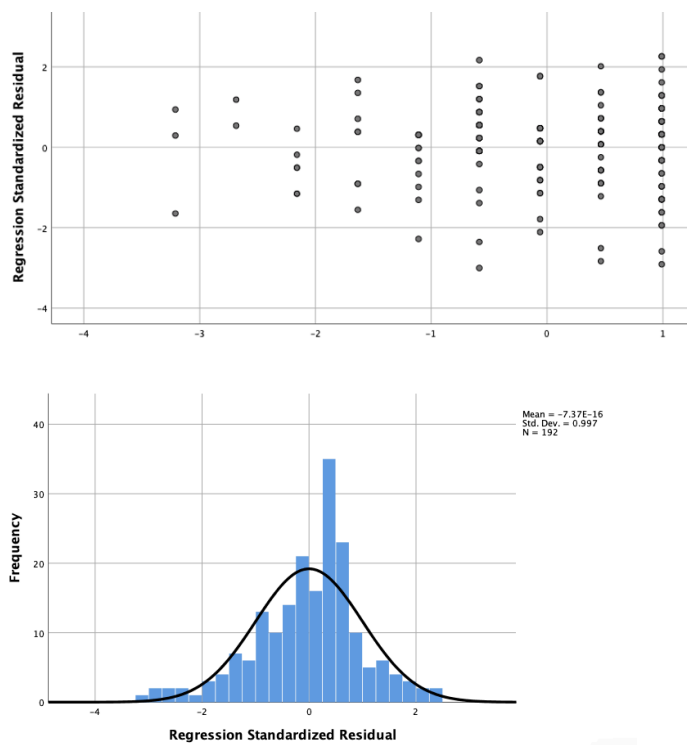 Regression Standardized Residual
2
0
−2
−4
−4 −3 −2 −1 0 1
Mean = −7.37E−16
Std. Dev. = 0.997
N = 192
Frequency
40
30
20
10
0
−4 −2 0 2
Regression Standardized Residual